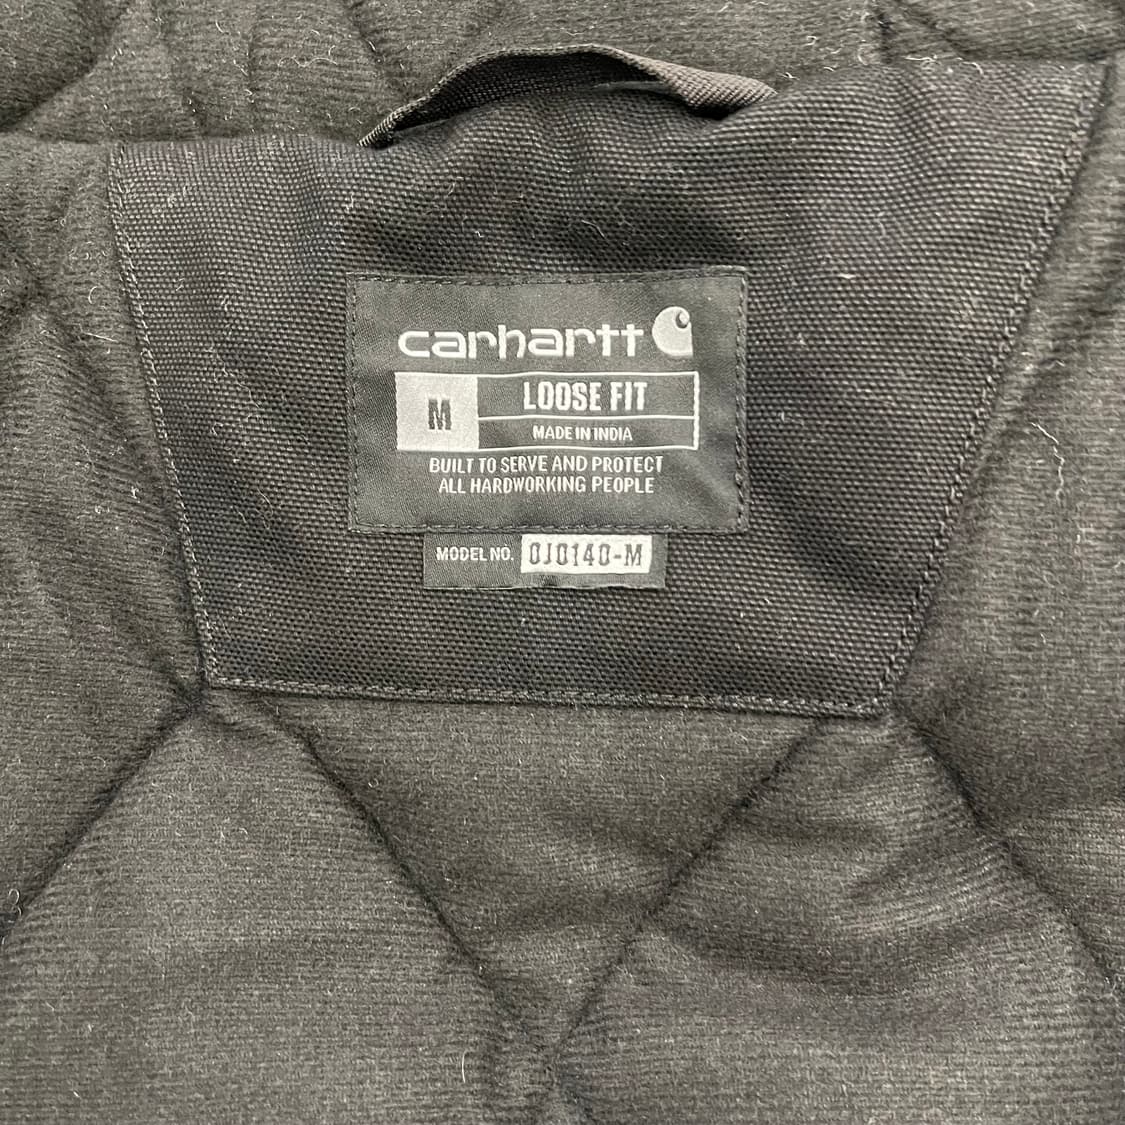 carhartt
M
LOOSE FIT
MADE IN INDIA
BUILT TO SERVE AND PROTECT
ALL HARDWORKING PEOPLE
MODEL NO. OJ0140-M